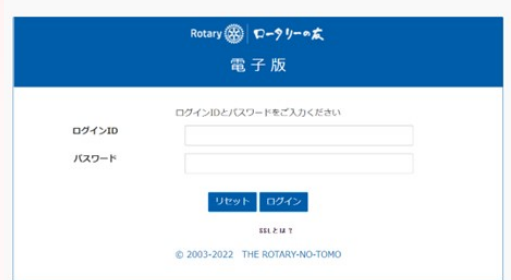 Rotary ロータリーの友
電子版
ログインIDとパスワードをご入力ください
ログインID
パスワード
リセット ログイン
SSLとは？
© 2003-2022 THE ROTARY-NO-TOMO